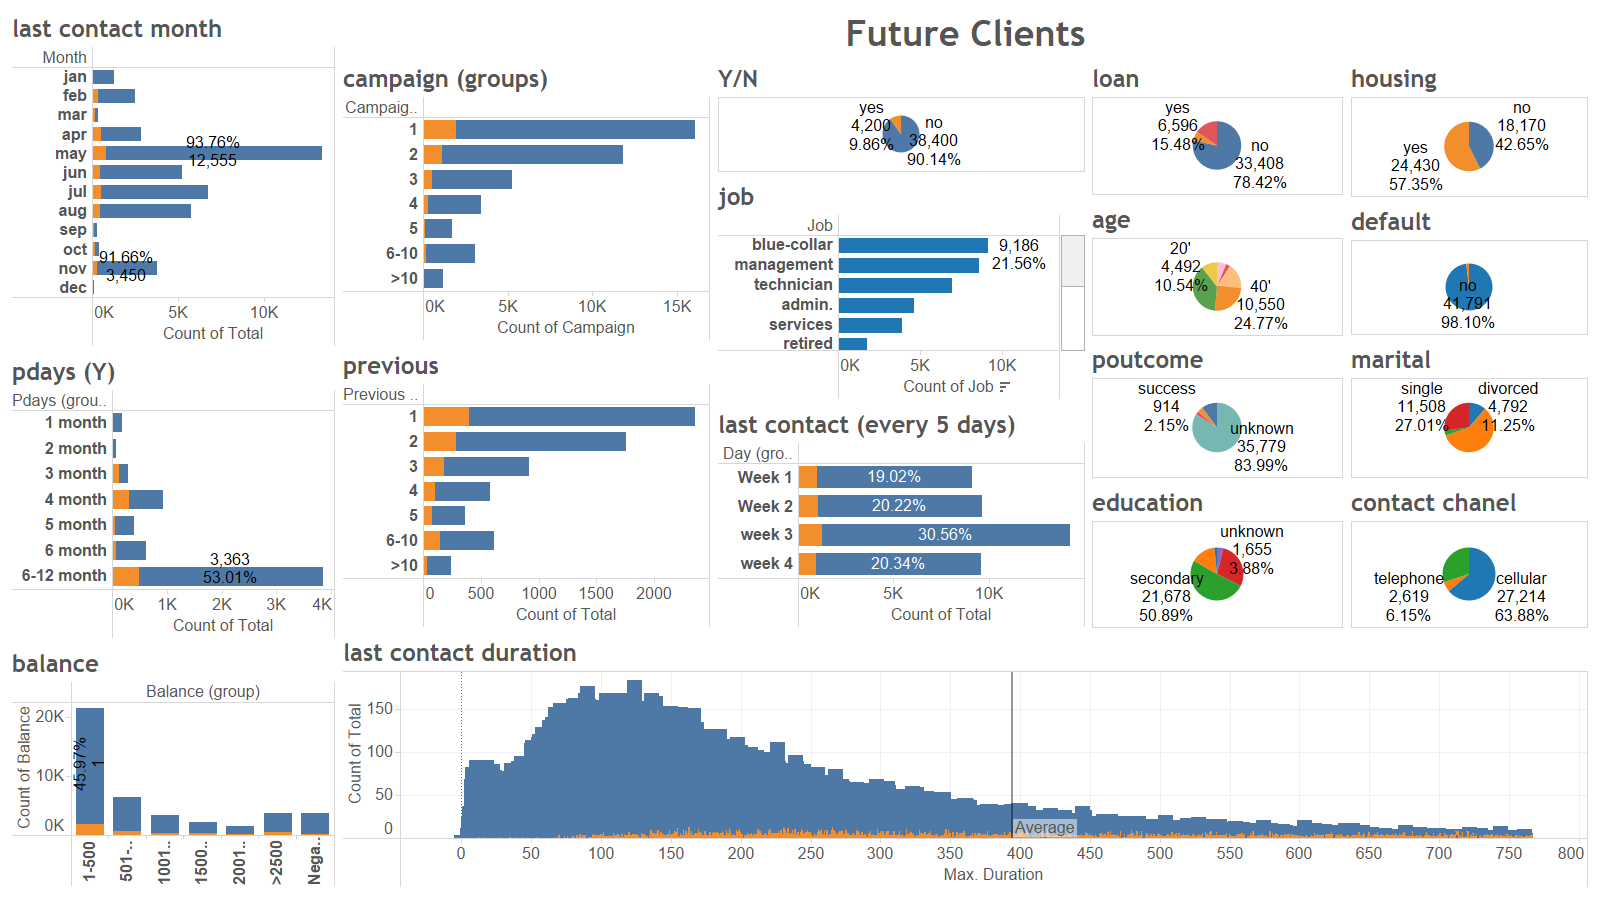 Future Clients
last contact month
Month
jan
feb
mar
apr
may
jun
jul
aug
sep
oct
nov
dec
93.76%
12,555
91.66%
3,450
0K 5K 10K
Count of Total
campaign (groups)
Campaig..
1
2
3
4
5
6-10
>10
0K 5K 10K 15K
Count of Campaign
Y/N
yes
4,200
9.86%
no
38,400
90.14%
loan
yes
6,596
15.48%
no
33,408
78.42%
housing
no
18,170
42.65%
yes
24,430
57.35%
job
Job
blue-collar
management
technician
admin.
services
retired
9,186
21.56%
0K 5K 10K
Count of Job
age
20'
4,492
10.54%
40'
10,550
24.77%
default
no
41,791
98.10%
pdays (Y)
Pdays (grou..
1 month
2 month
3 month
4 month
5 month
6 month
6-12 month
3,363
53.01%
0K 1K 2K 3K 4K
Count of Total
previous
Previous ..
1
2
3
4
5
6-10
>10
0 500 1000 1500 2000
Count of Total
last contact (every 5 days)
Day (gro..
Week 1
Week 2
week 3
week 4
19.02%
20.22%
30.56%
20.34%
0K 5K 10K
Count of Total
poutcome
success
914
2.15%
unknown
35,779
83.99%
marital
single
11,508
27.01%
divorced
4,792
11.25%
education
unknown
1,655
3.88%
secondary
21,678
50.89%
contact chanel
telephone
2,619
6.15%
cellular
27,214
63.88%
balance
Balance (group)
Count of Balance
20K
10K
0K
45.97%
1
1-500
501-..
1001..
1500..
2001..
>2500
Nega..
last contact duration
Count of Total
150
100
50
0
Average
0 50 100 150 200 250 300 350 400 450 500 550 600 650 700 750 800
Max. Duration